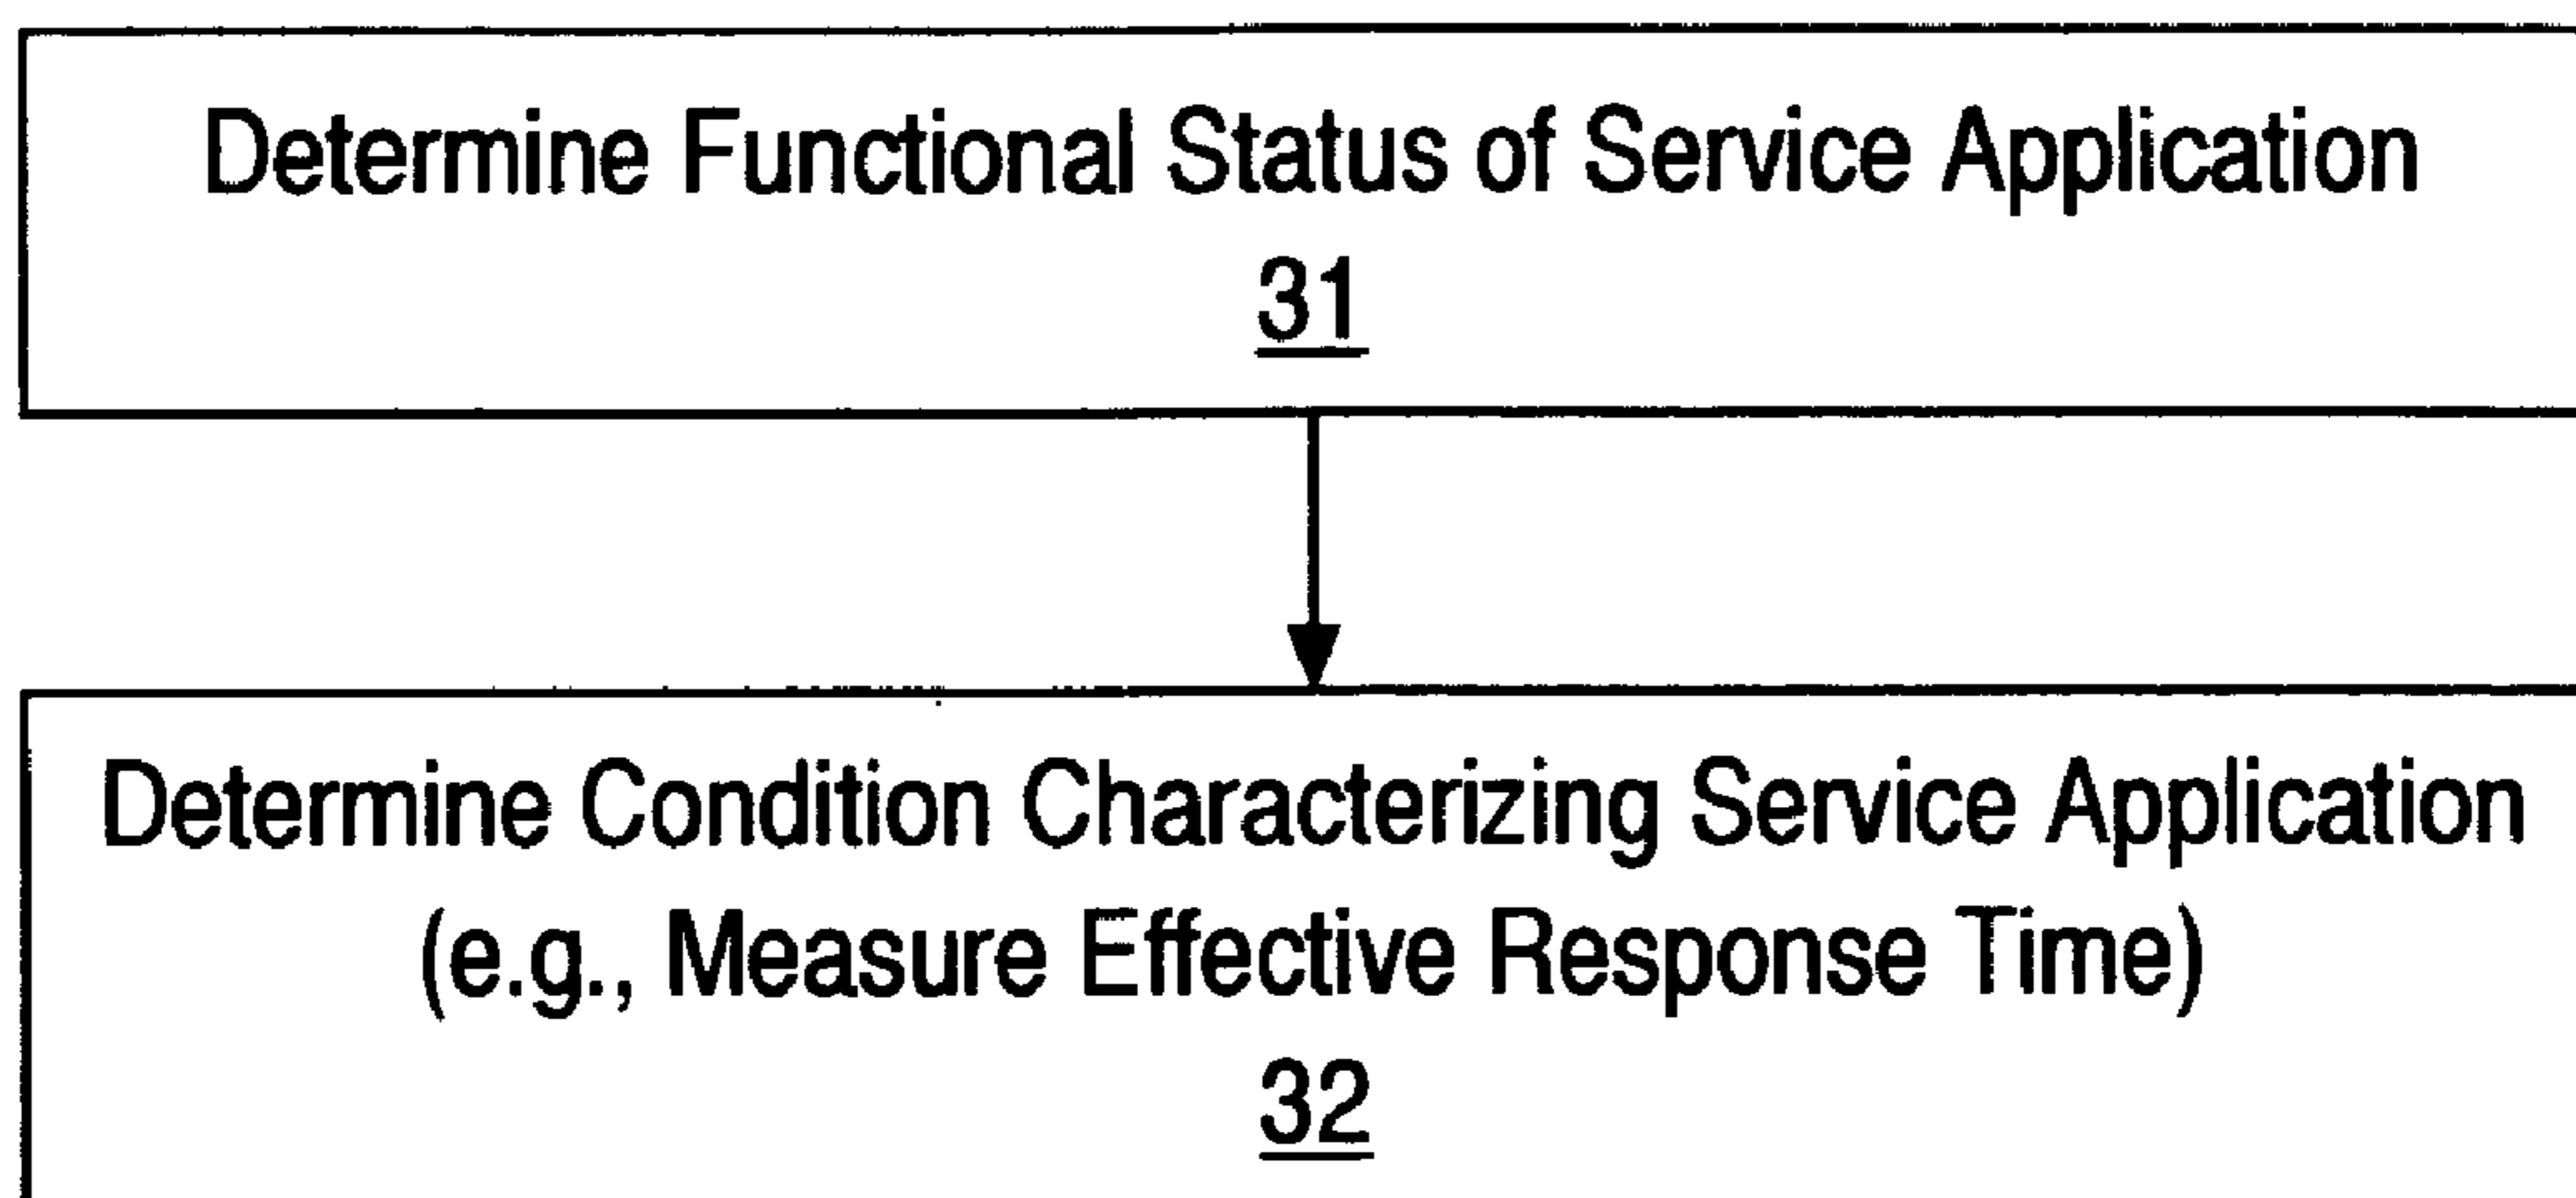 Determine Functional Status of Service Application
31
Determine Condition Characterizing Service Application
(e.g., Measure Effective Response Time)
32